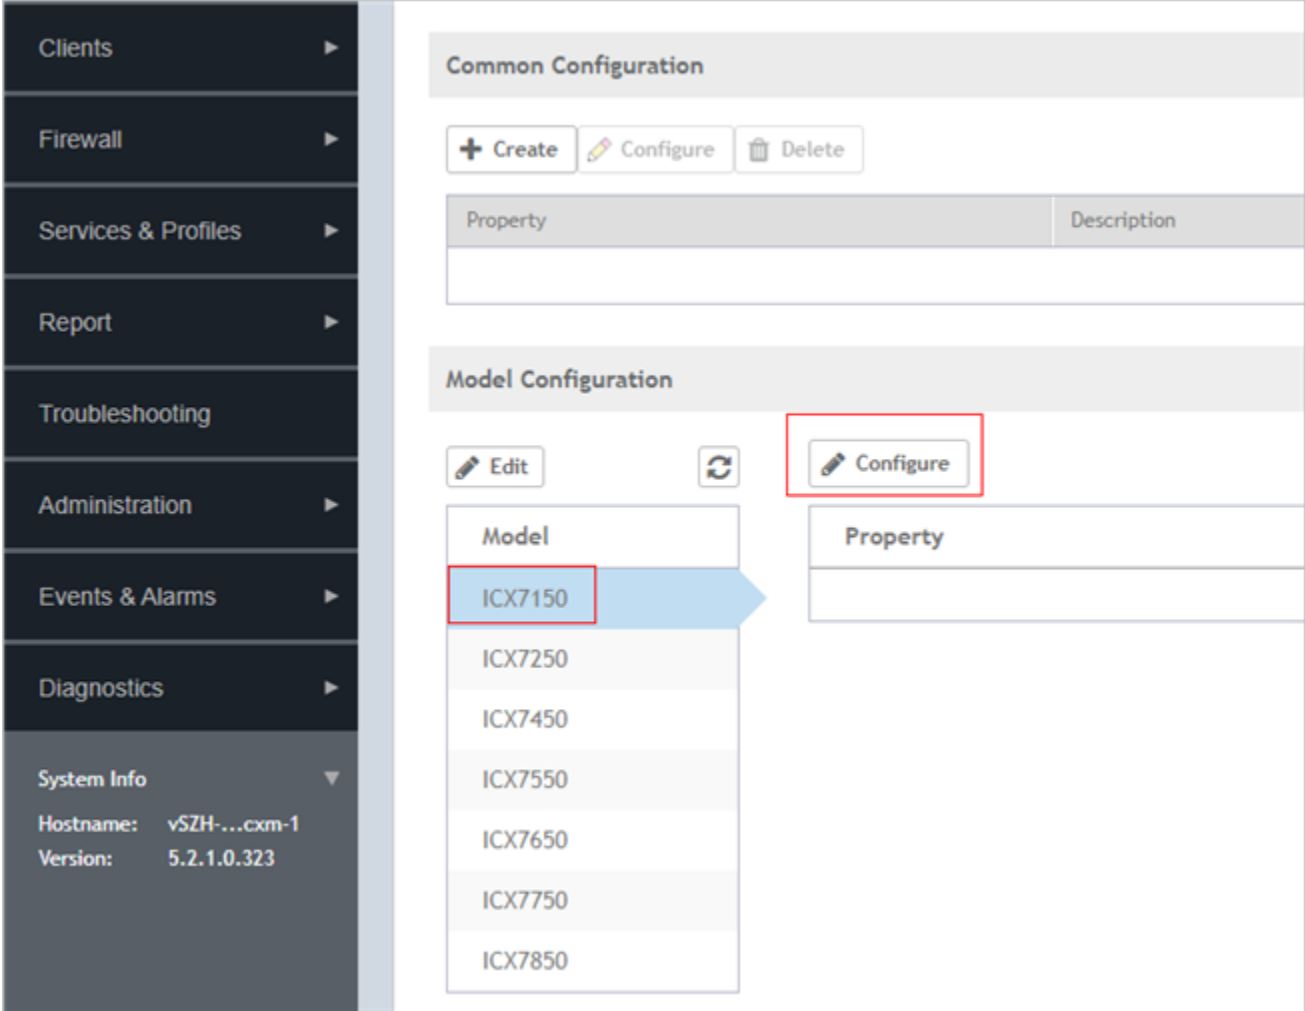 Clients
Firewall
Services & Profiles
Report
Troubleshooting
Administration
Events & Alarms
Diagnostics
System Info
Hostname: vSZH-...cxm-1
Version: 5.2.1.0.323
Common Configuration
Create Configure Delete
Property Description
Model Configuration
Edit Configure
Model Property
ICX7150
ICX7250
ICX7450
ICX7550
ICX7650
ICX7750
ICX7850